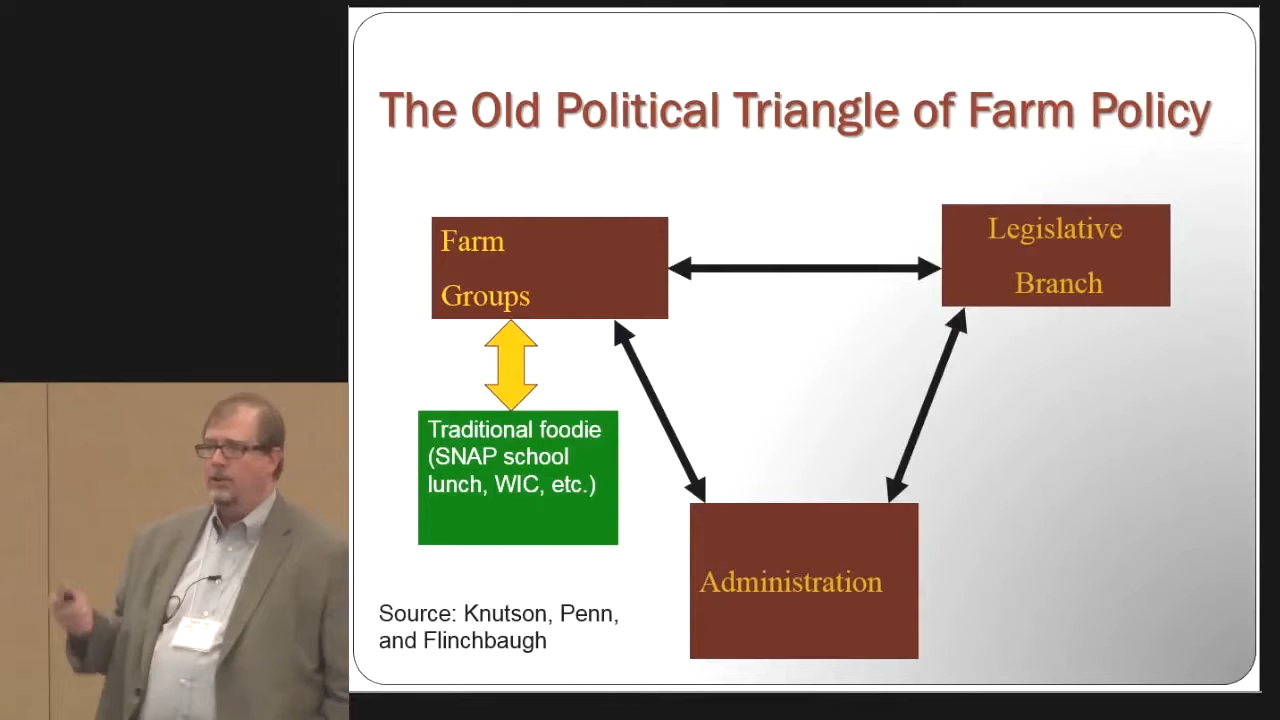 The Old Political Triangle of Farm Policy
Farm
Groups
Legislative
Branch
Traditional foodie
(SNAP school
lunch, WIC, etc.)
Administration
Source: Knutson, Penn,
and Flinchbaugh